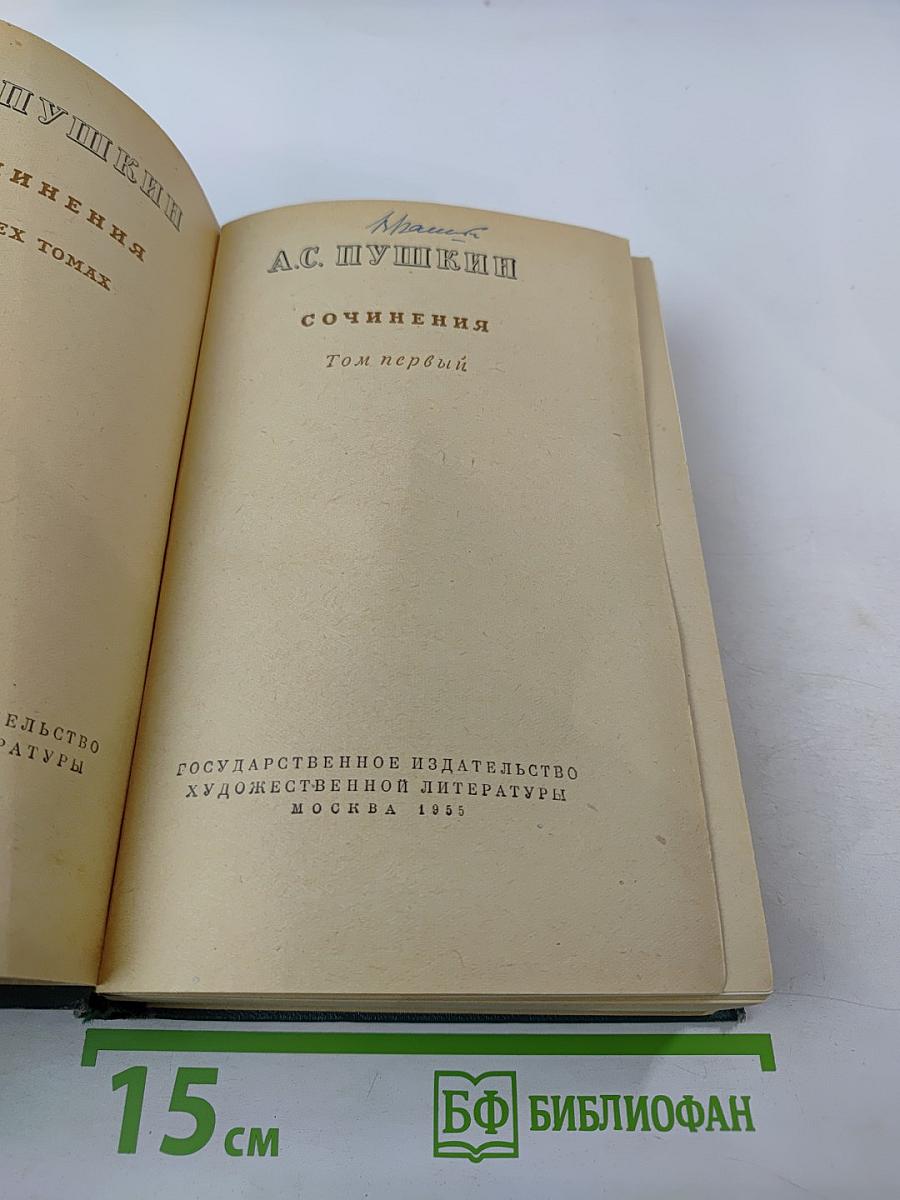 ПУШКИН
ЧИНЕНИЯ
ЕХ ТОМАХ
ЕЛЬСТВО
РАТУРЫ
А.С. ПУШКИН
СОЧИНЕНИЯ
Том первый
ГОСУДАРСТВЕННОЕ ИЗДАТЕЛЬСТВО
ХУДОЖЕСТВЕННОЙ ЛИТЕРАТУРЫ
МОСКВА 1955
15 см
БФ БИБЛИОФАН